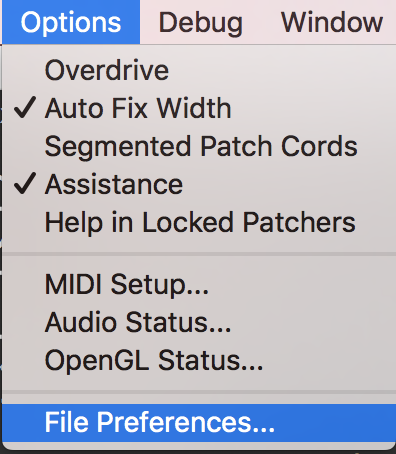 Options Debug Window
Overdrive
✓ Auto Fix Width
Segmented Patch Cords
✓ Assistance
Help in Locked Patchers
MIDI Setup...
Audio Status...
OpenGL Status...
File Preferences...